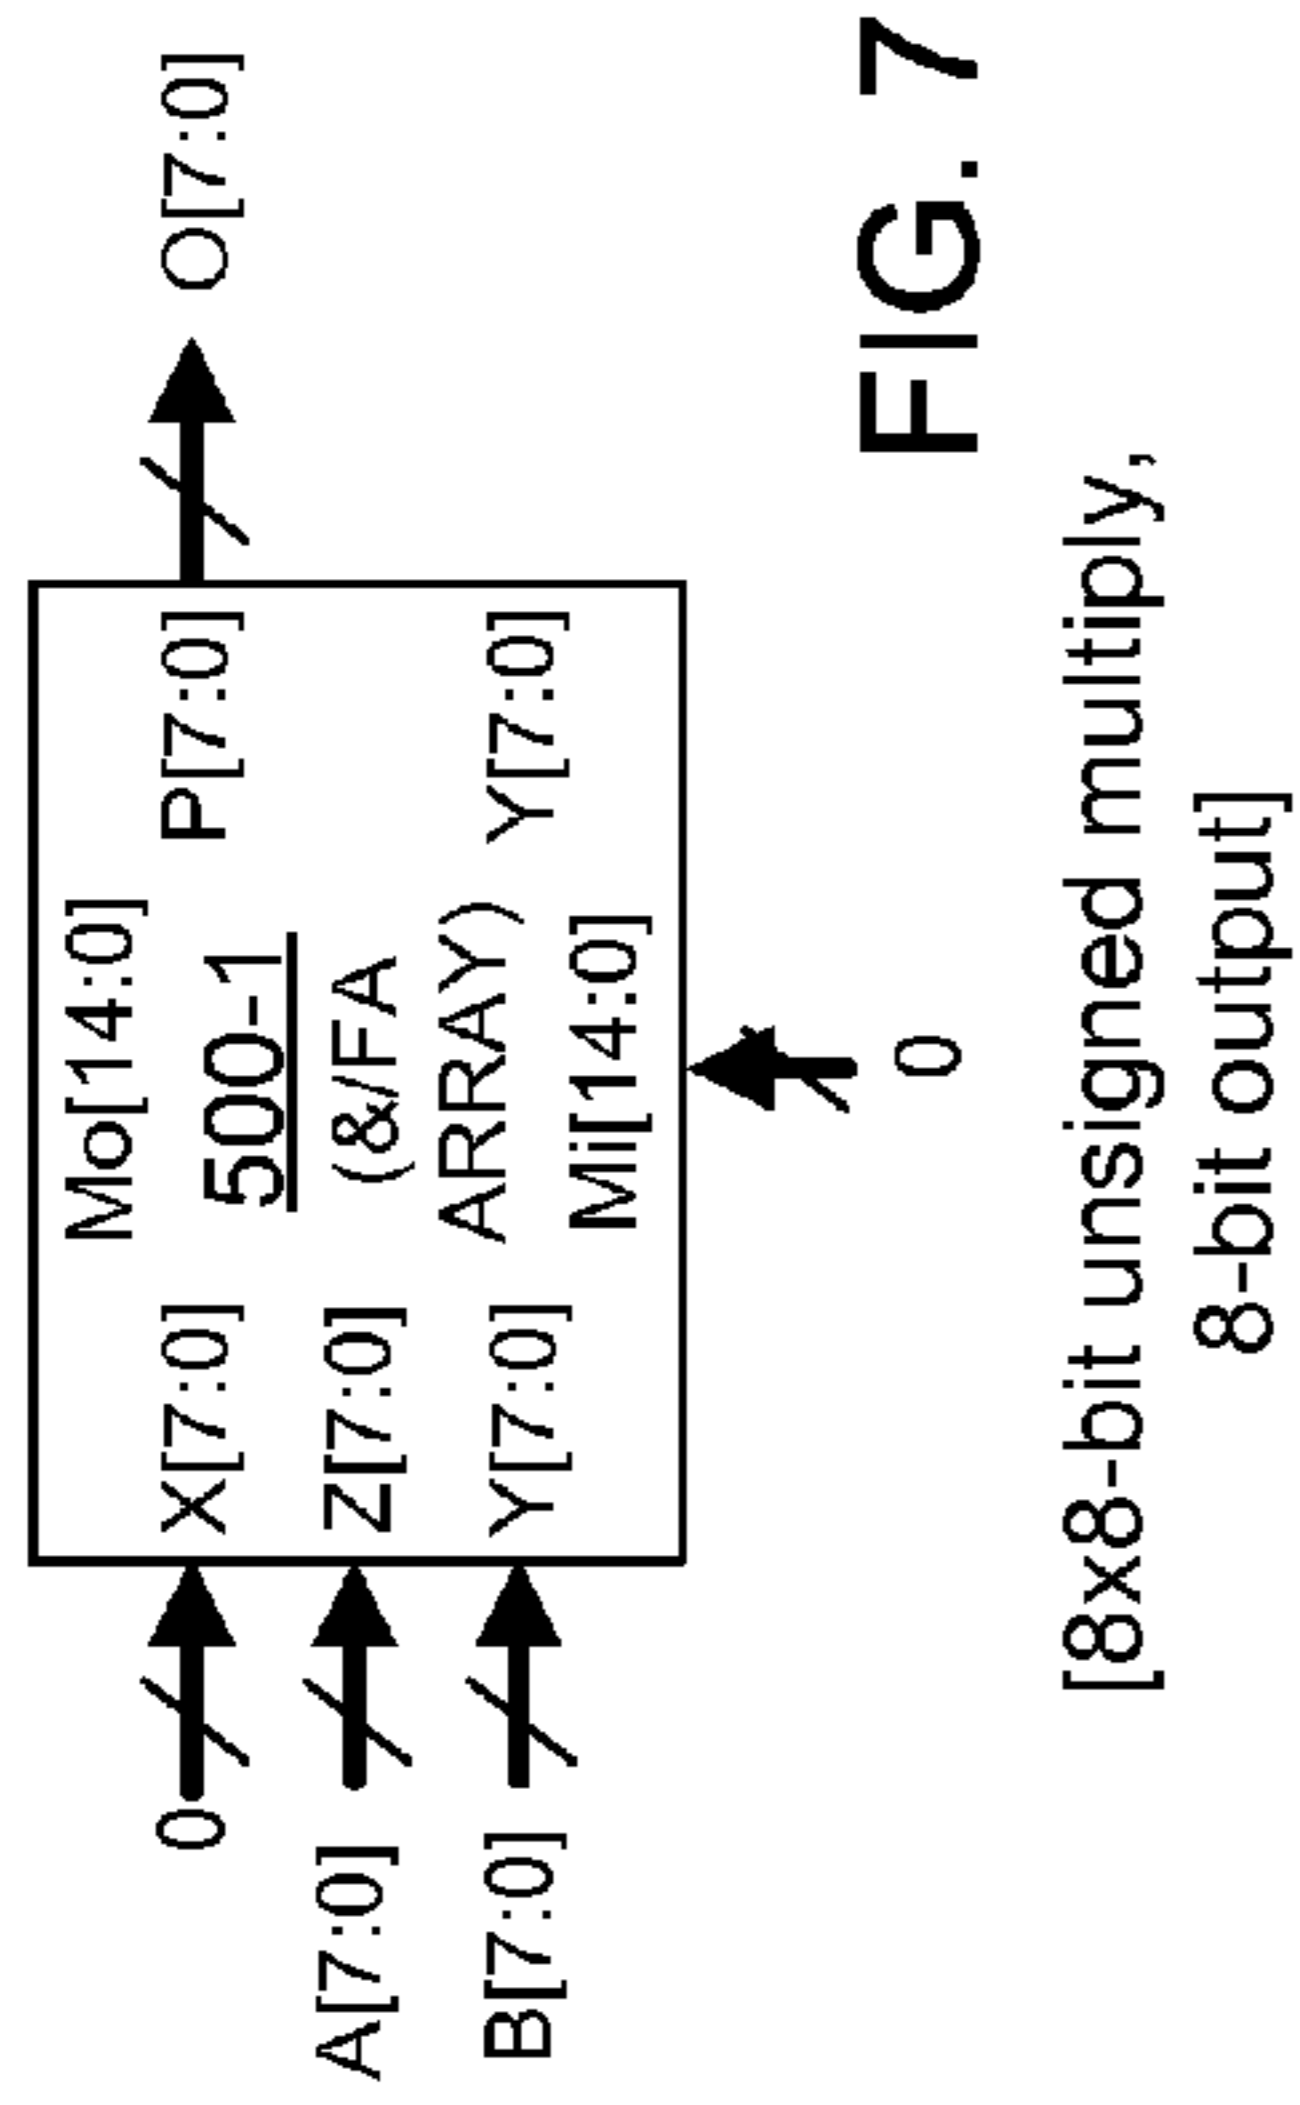 Mo[14:0]
0 X[7:0] 500-1 P[7:0] O[7:0]
A[7:0] Z[7:0] (&/FA
B[7:0] Y[7:0] ARRAY) Y[7:0]
Mi[14:0]
0
FIG. 7
[8x8-bit unsigned multiply,
8-bit output]